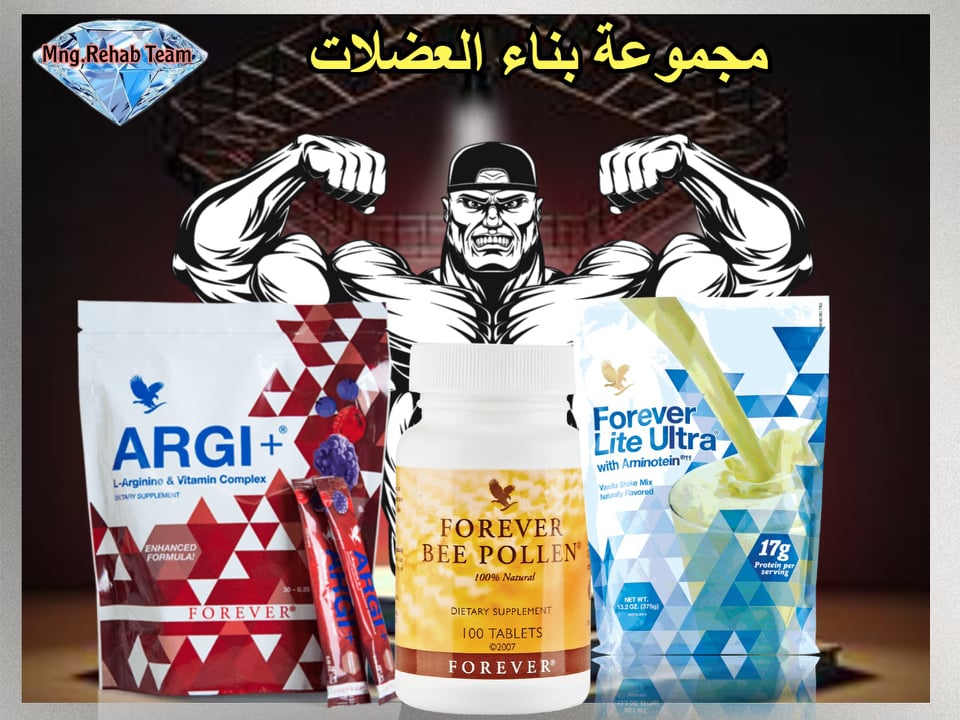 Mng.Rehab Team
مجموعة بناء العضلات
ARGI+®
L-Arginine & Vitamin Complex
DIETARY SUPPLEMENT
ENHANCED
FORMULA!
FOREVER®
ARGI+
ARGI+
FOREVER
BEE POLLEN®
100% Natural
DIETARY SUPPLEMENT
100 TABLETS
©2007
FOREVER®
Forever
Lite Ultra®
with Aminotein®††
Vanilla Shake Mix
Naturally Flavored
17g
Protein per
serving
NET WT.
13.2 OZ. (375g)